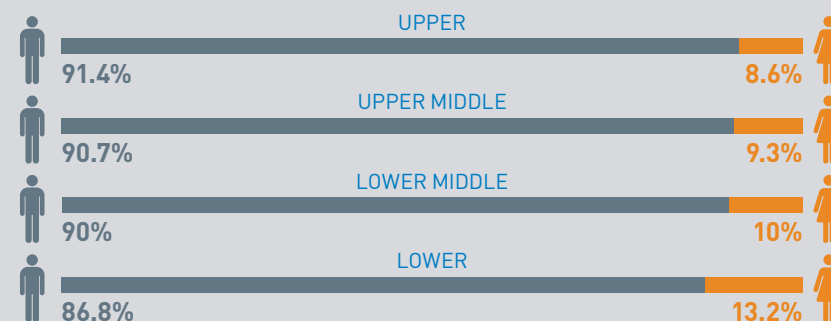 UPPER
91.4% 8.6%
UPPER MIDDLE
90.7% 9.3%
LOWER MIDDLE
90% 10%
LOWER
86.8% 13.2%